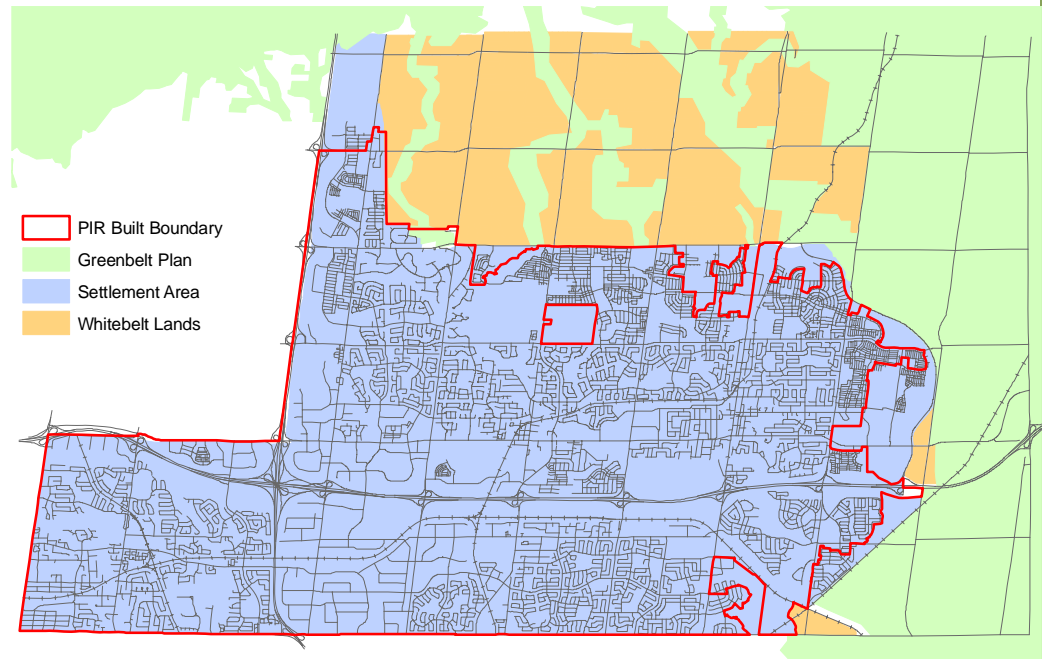 PIR Built Boundary
Greenbelt Plan
Settlement Area
Whitebelt Lands